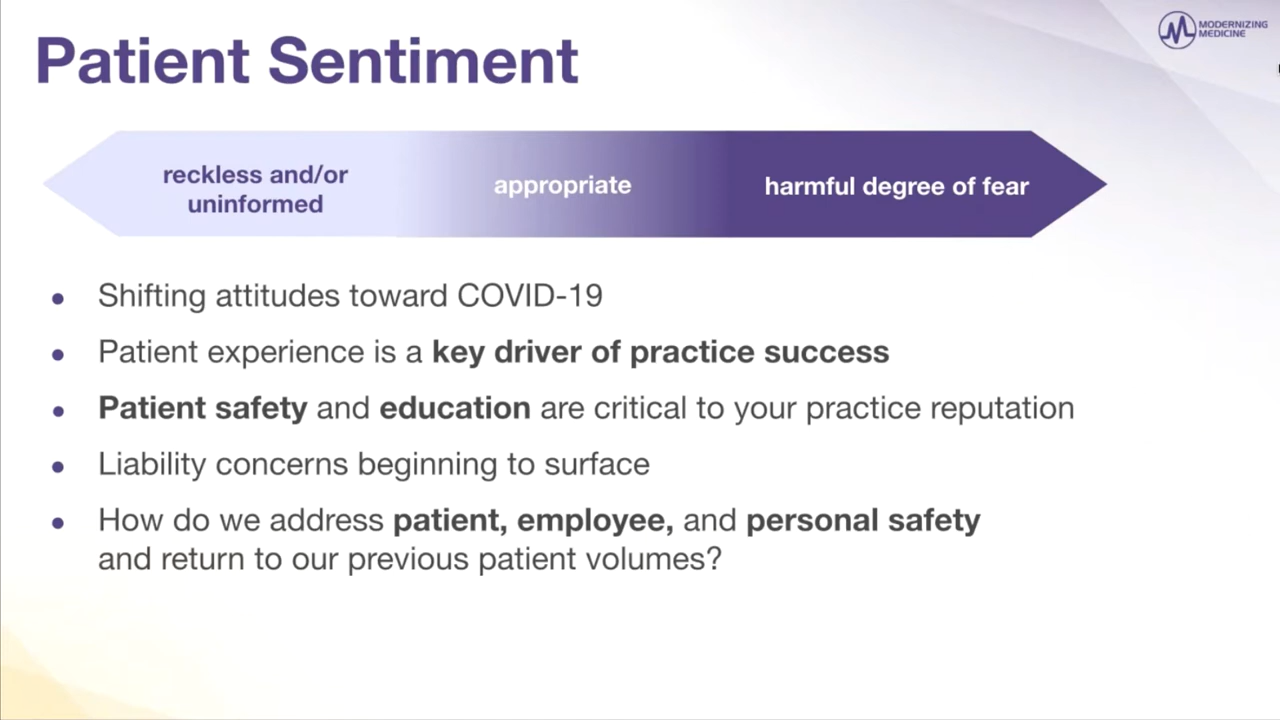 Patient Sentiment
MODERNIZING
MEDICINE
reckless and/or
uninformed
appropriate
harmful degree of fear
Shifting attitudes toward COVID-19
Patient experience is a key driver of practice success
Patient safety and education are critical to your practice reputation
Liability concerns beginning to surface
How do we address patient, employee, and personal safety
and return to our previous patient volumes?